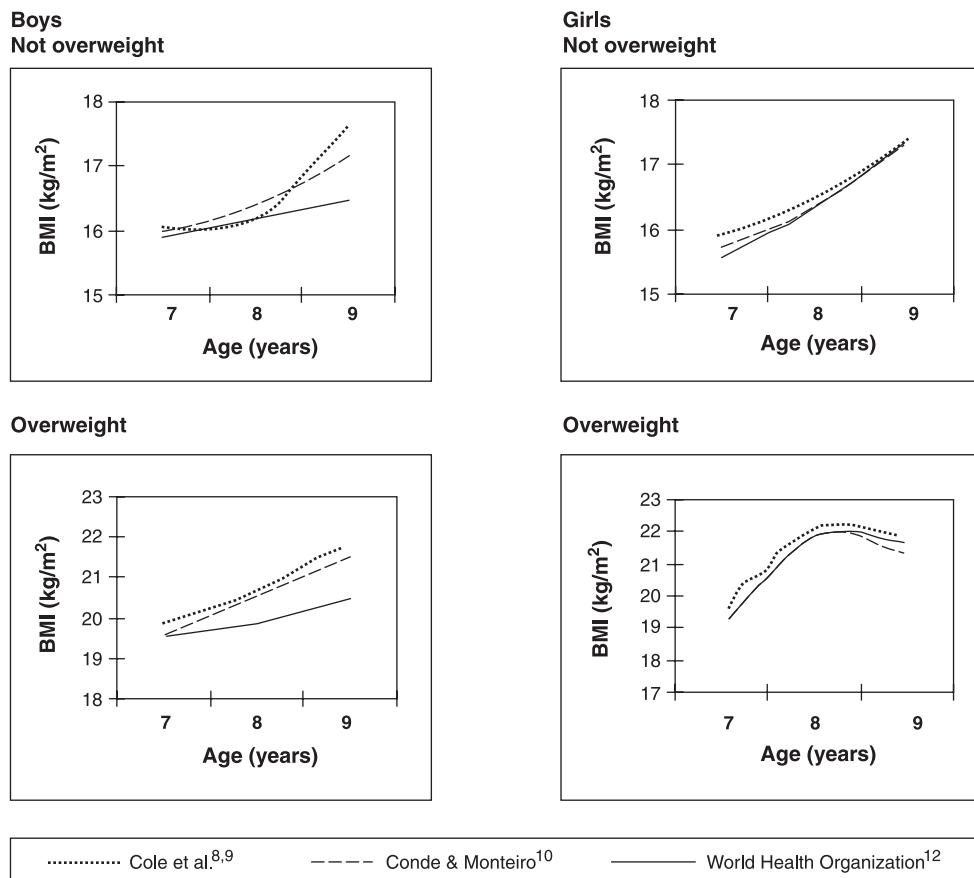 Boys
Not overweight
18
17
16
15
BMI (kg/m²)
7 8 9
Age (years)
Girls
Not overweight
18
17
16
15
BMI (kg/m²)
7 8 9
Age (years)
Overweight
23
22
21
20
19
18
BMI (kg/m²)
7 8 9
Age (years)
Overweight
23
22
21
20
19
18
17
BMI (kg/m²)
7 8 9
Age (years)
Cole et al.⁸,⁹ Conde & Monteiro¹⁰ World Health Organization¹²